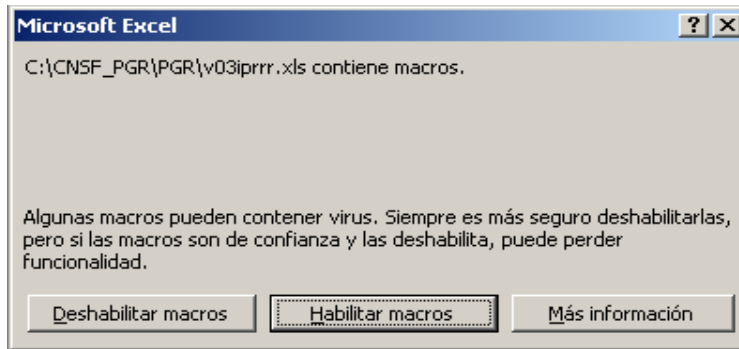 Microsoft Excel
C:\CNSF_PGR\PGR\v03iprrr.xls contiene macros.
Algunas macros pueden contener virus. Siempre es más seguro deshabilitarlas,
pero si las macros son de confianza y las deshabilita, puede perder
funcionalidad.
Deshabilitar macros Habilitar macros Más información